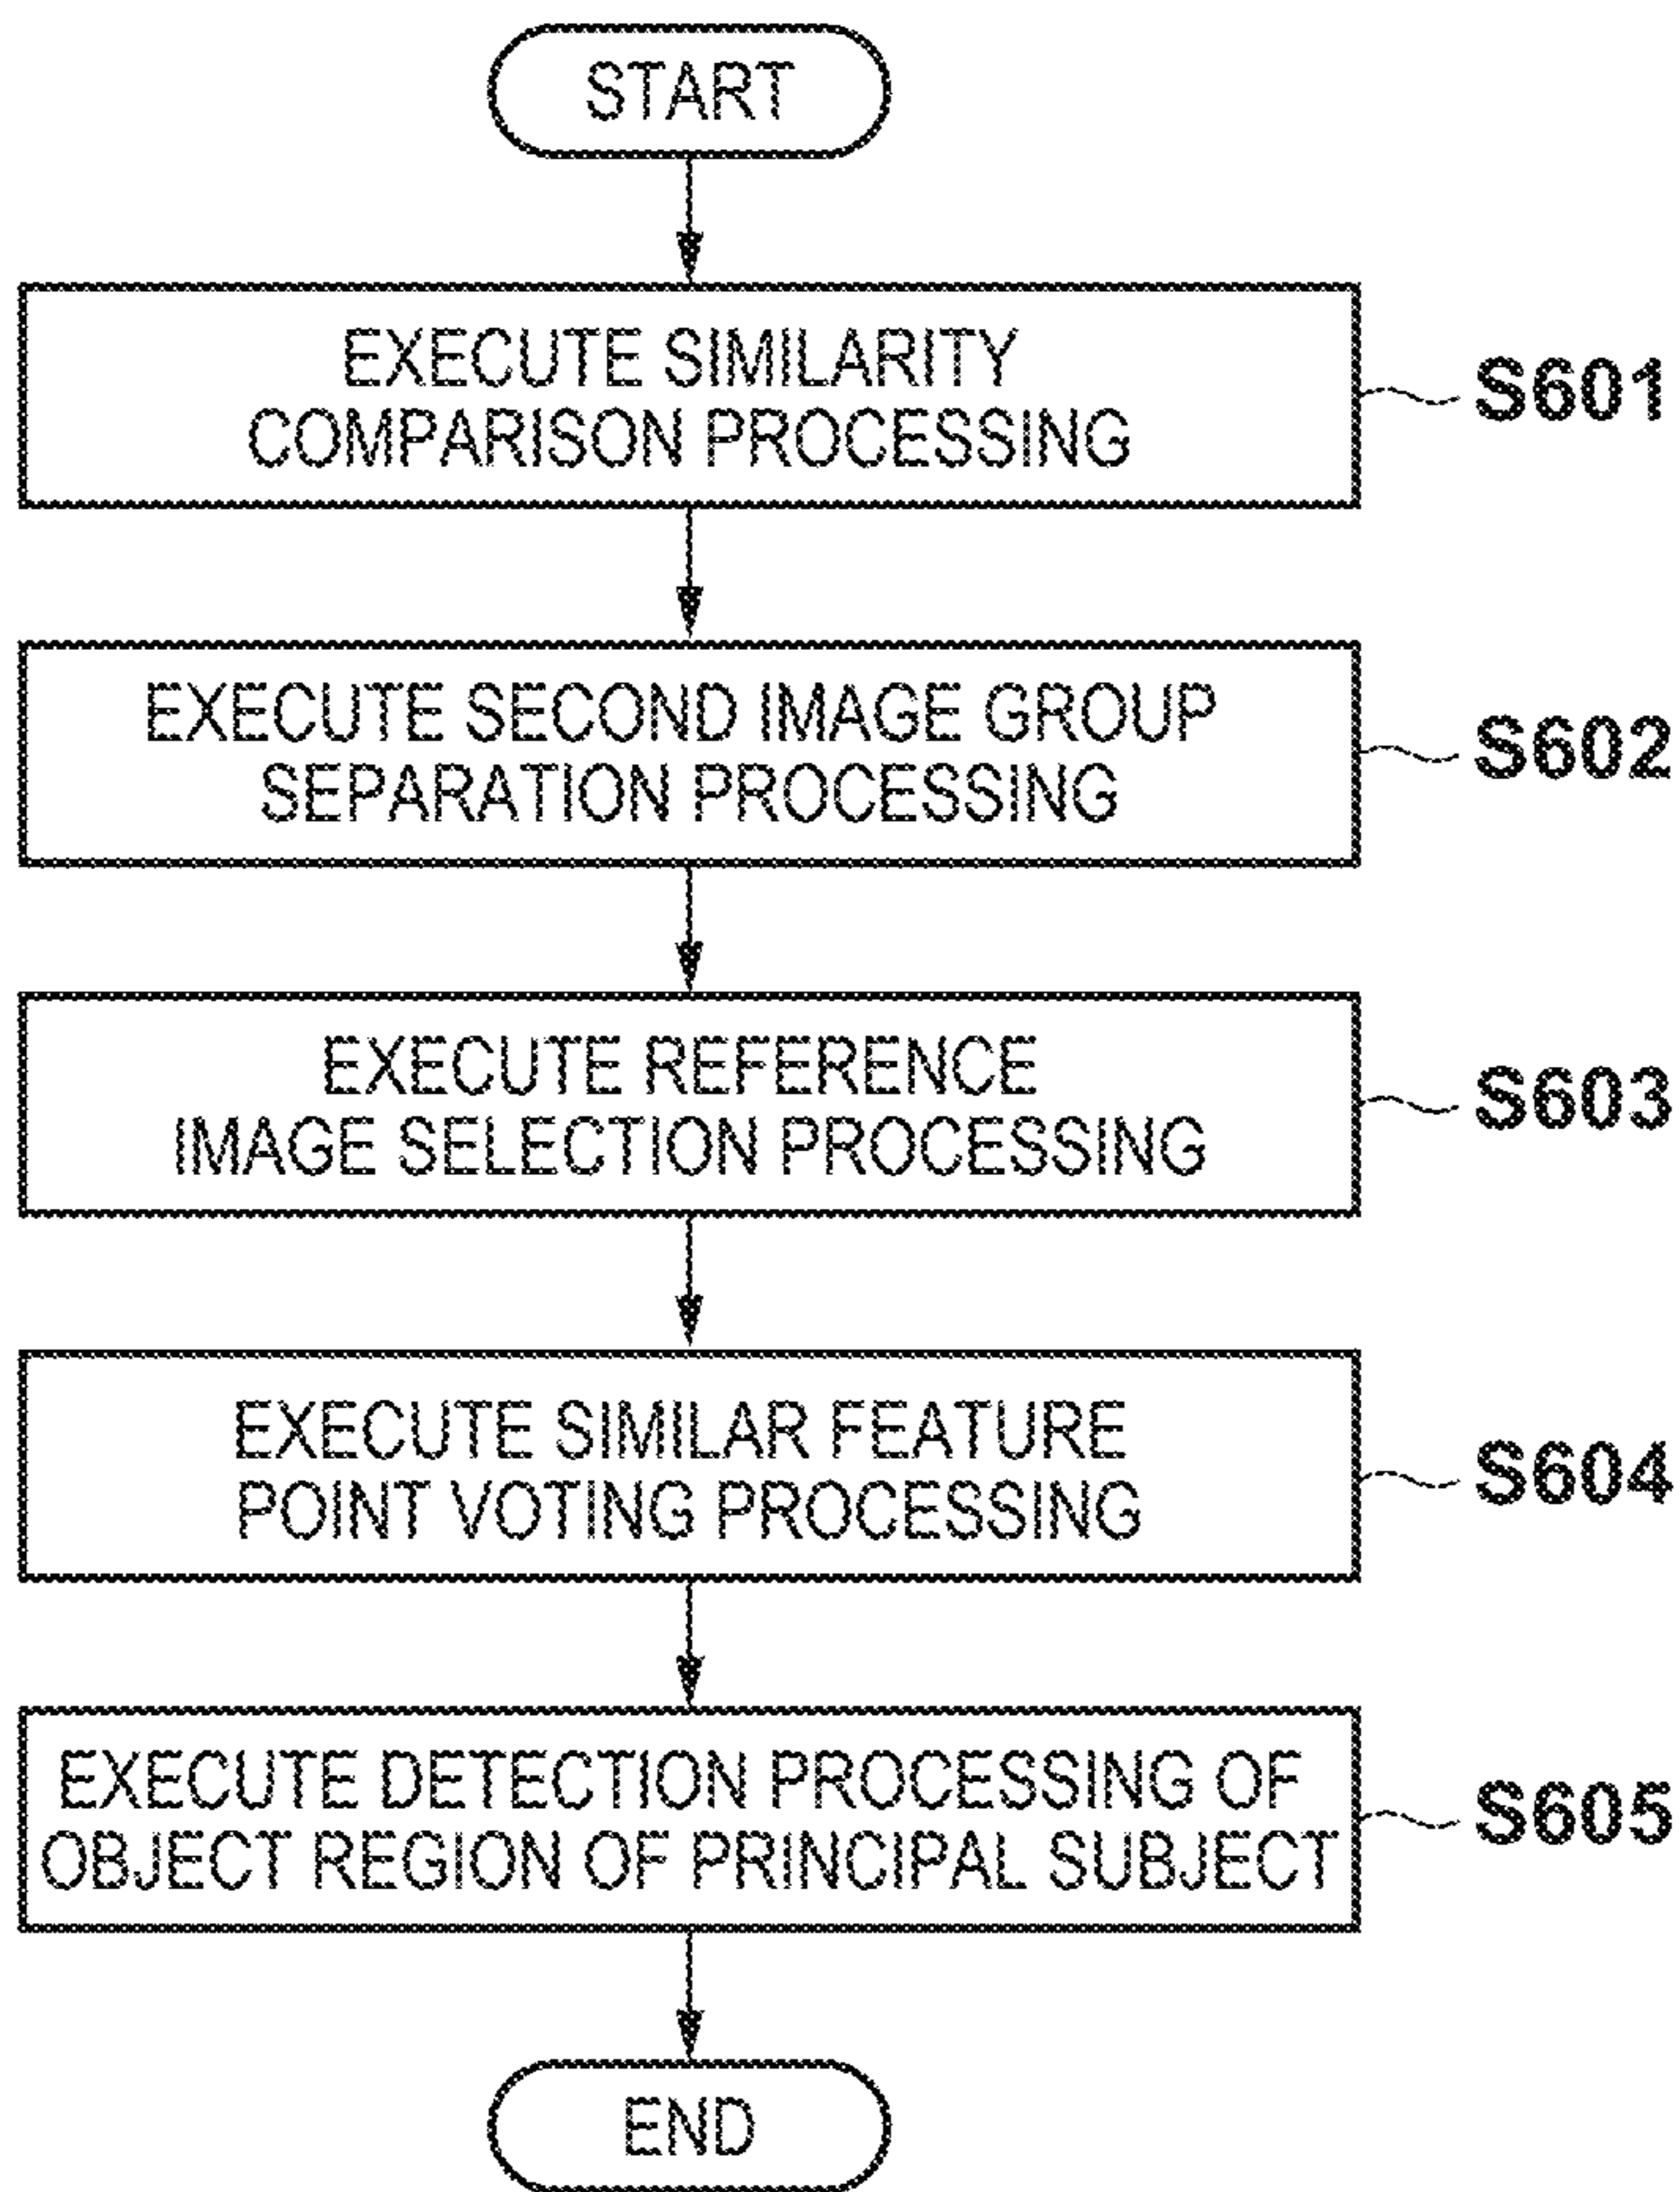 START
EXECUTE SIMILARITY
COMPARISON PROCESSING
S601
EXECUTE SECOND IMAGE GROUP
SEPARATION PROCESSING
S602
EXECUTE REFERENCE
IMAGE SELECTION PROCESSING
S603
EXECUTE SIMILAR FEATURE
POINT VOTING PROCESSING
S604
EXECUTE DETECTION PROCESSING OF
OBJECT REGION OF PRINCIPAL SUBJECT
S605
END